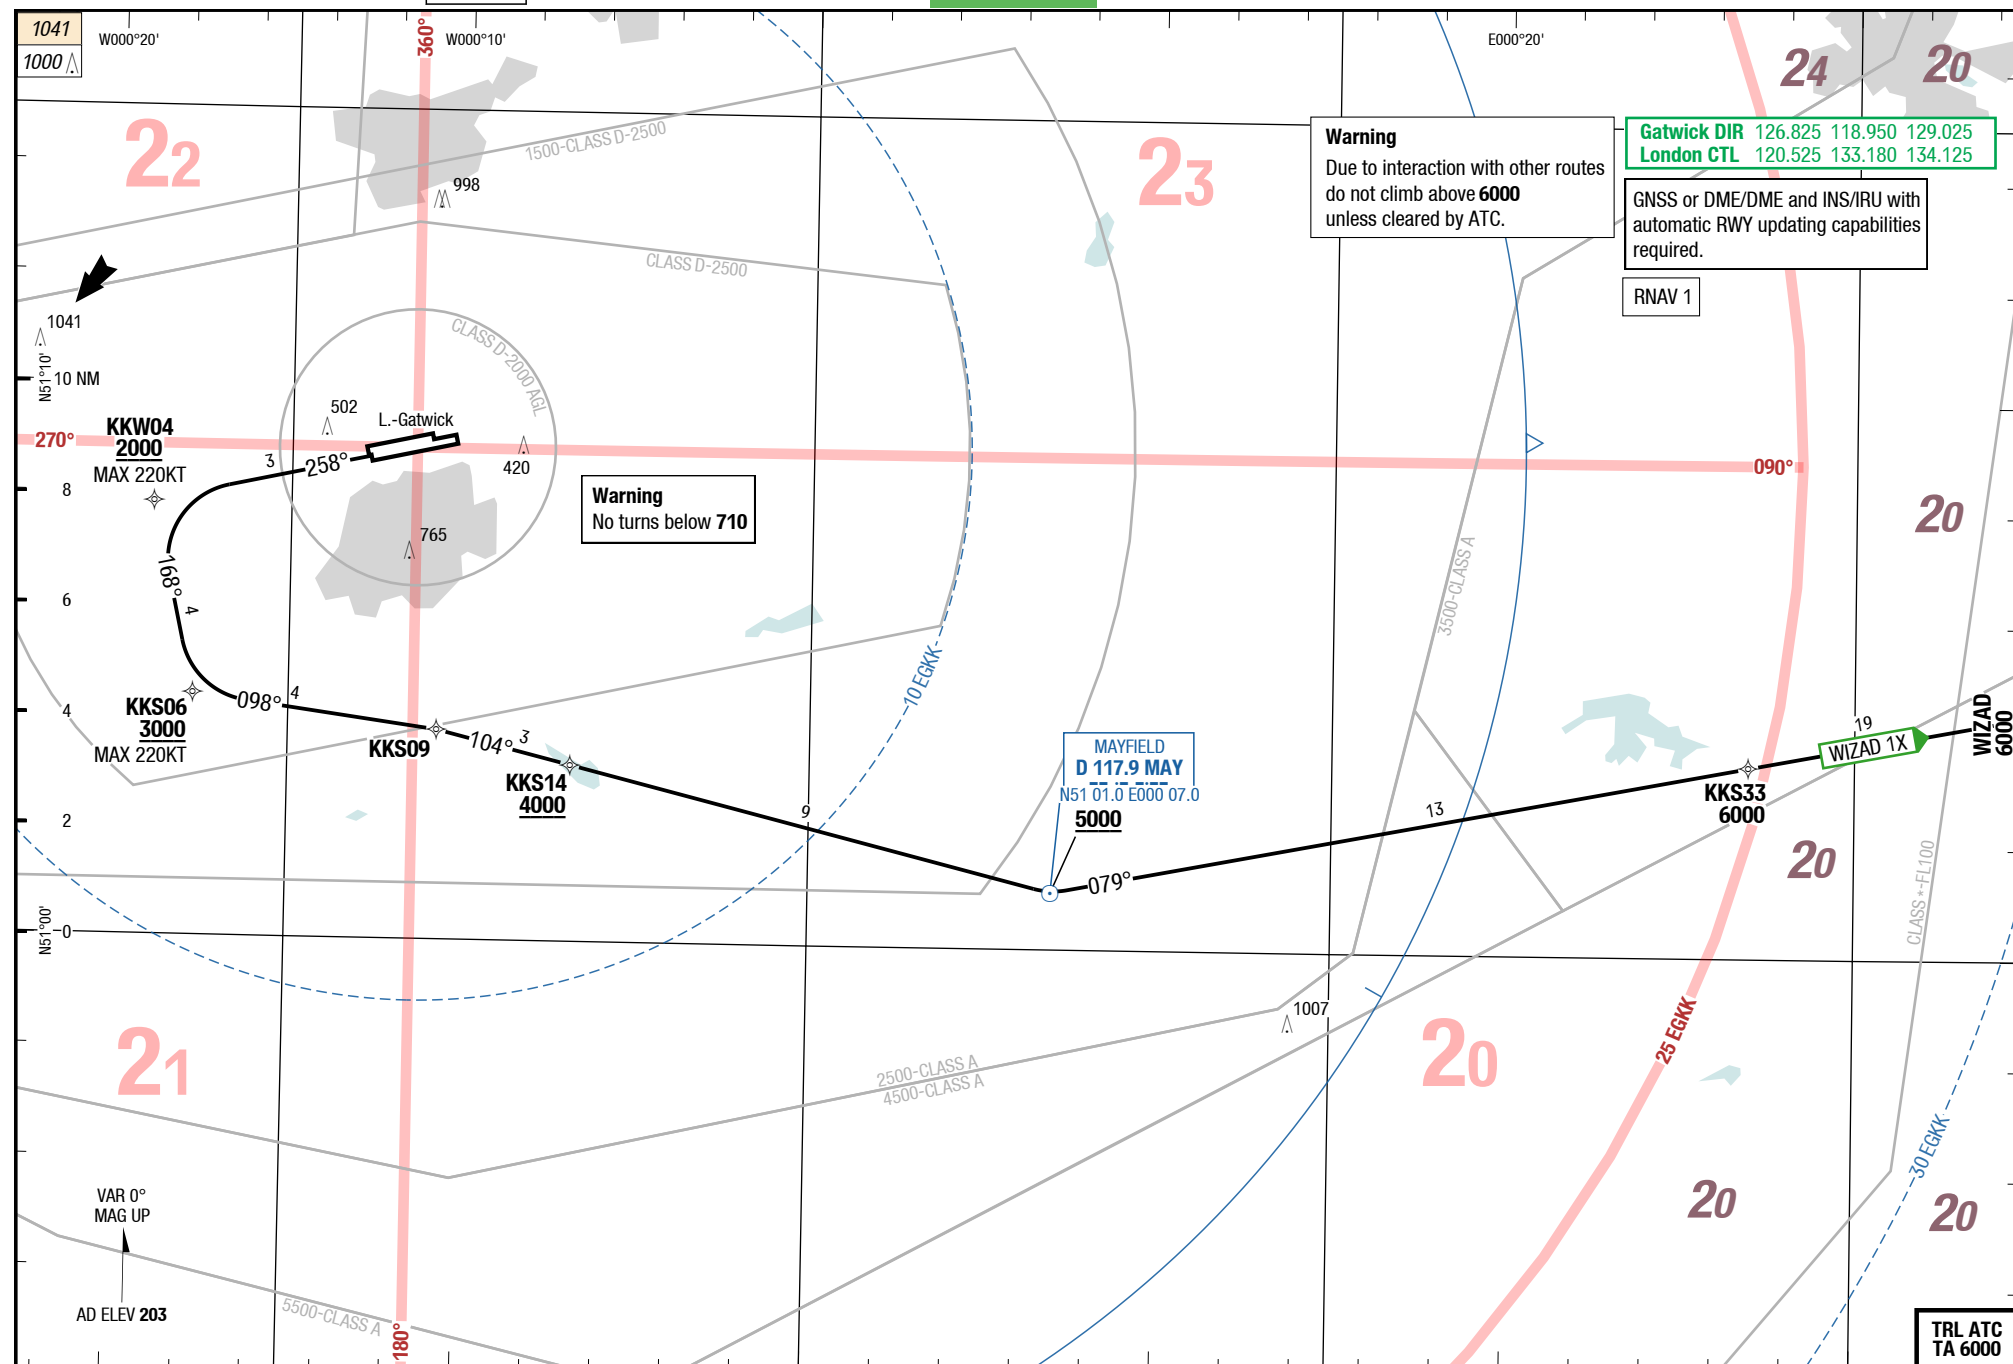 1041
1000
W000°20'
360°
W000°10'
E000°20'
24
20
22
1500-CLASS D-2500
23
998
Warning
Due to interaction with other routes
do not climb above 6000
unless cleared by ATC.
Gatwick DIR 126.825 118.950 129.025
London CTL 120.525 133.180 134.125
GNSS or DME/DME and INS/IRU with
automatic RWY updating capabilities
required.
RNAV 1
CLASS D-2500
CLASS D-2000 AGL
1041
N51°10'
10 NM
502
L.-Gatwick
KKW04
2000
MAX 220KT
270°
3
258°
420
090°
8
Warning
No turns below 710
765
20
168°
4
6
3500-CLASS A
10 EGKK
KKS06
3000
MAX 220KT
4
098°
4
KKS09
104°
3
KKS14
4000
MAYFIELD
D 117.9 MAY
N51 01.0 E000 07.0
5000
9
079°
13
KKS33
6000
19
WIZAD 1X
WIZAD
6000
2
20
CLASS *-FL100
N51°00'
0
1007
25 EGKK
21
2500-CLASS A
4500-CLASS A
20
30 EGKK
VAR 0°
MAG UP
20
20
AD ELEV 203
5500-CLASS A
180°
TRL ATC
TA 6000